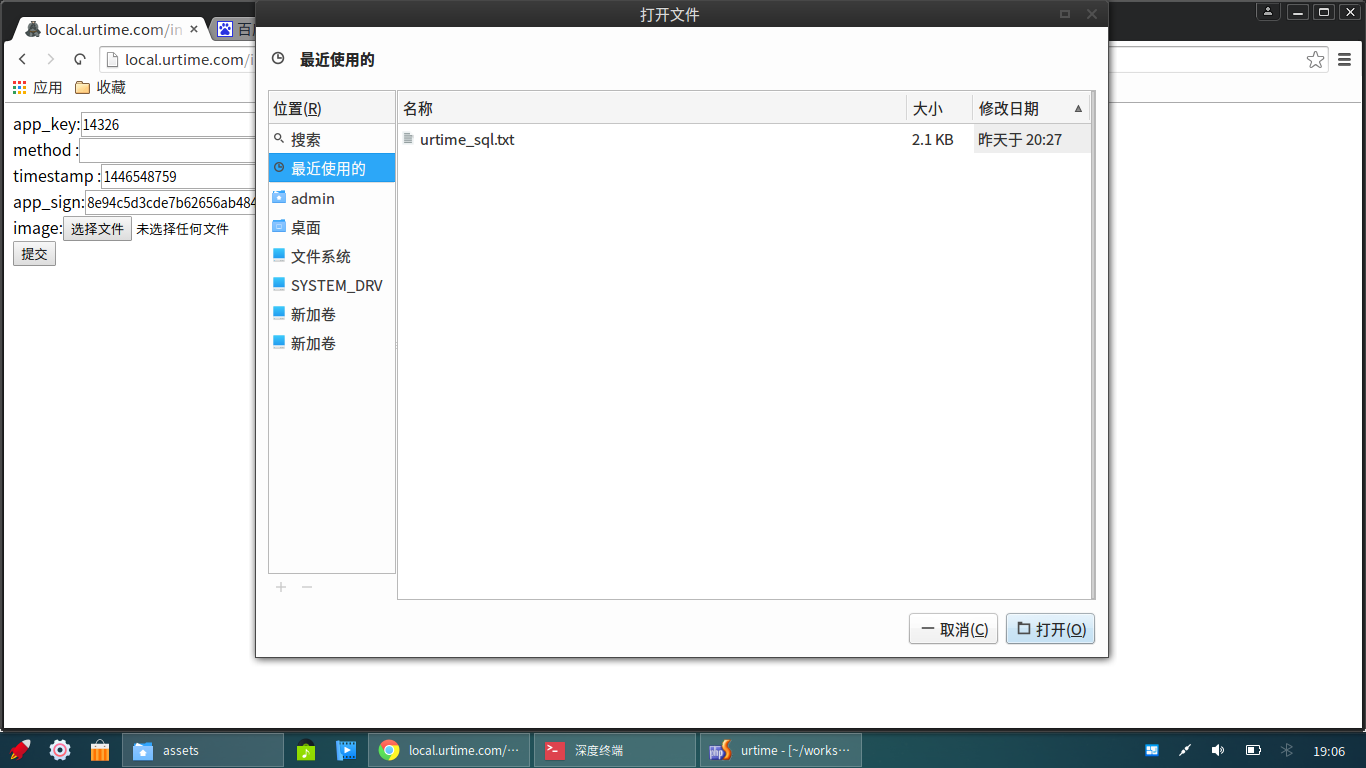 打开文件
local.urtime.com/in
local.urtime.com/i
应用
收藏
app_key:14326
method :
timestamp :1446548759
app_sign:8e94c5d3cde7b62656ab484
image:选择文件 未选择任何文件
提交
最近使用的
位置(R)
搜索
最近使用的
admin
桌面
文件系统
SYSTEM_DRV
新加卷
新加卷
名称 大小 修改日期
urtime_sql.txt 2.1 KB 昨天于 20:27
取消(C) 打开(O)
assets
local.urtime.com/···
深度终端
urtime - [~/works···
19:06